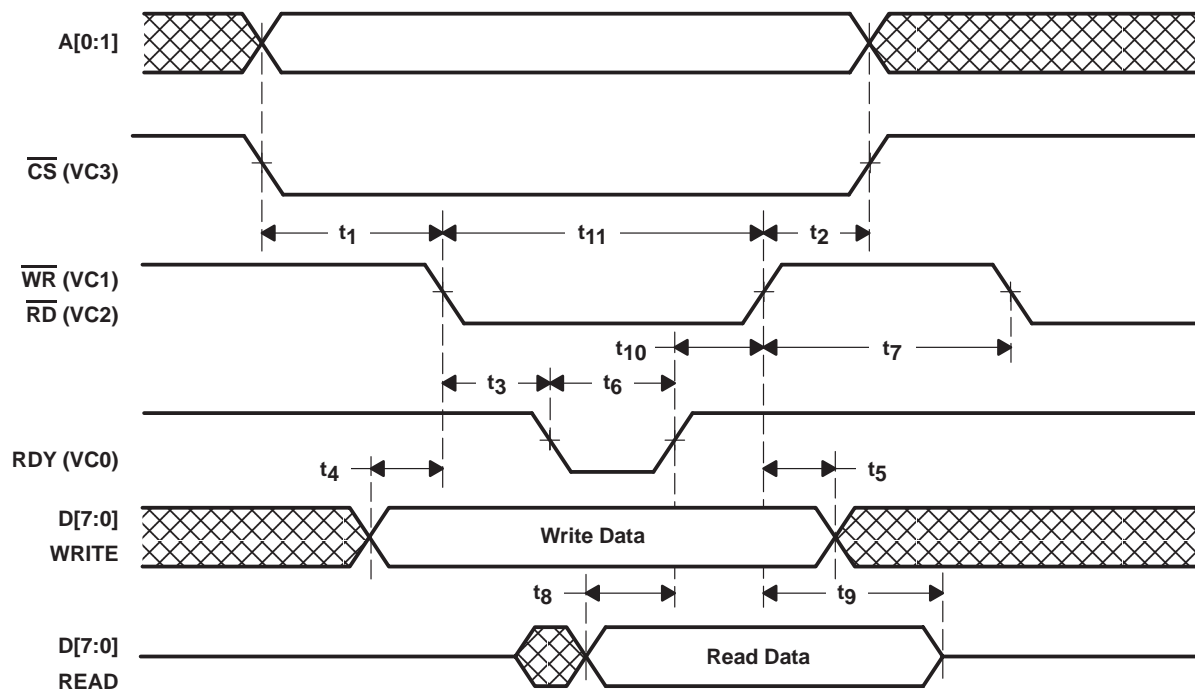 A[0:1]
CS (VC3)
t1 t11 t2
WR (VC1)
RD (VC2)
t10 t7
t3 t6
RDY (VC0)
t4 t5
D[7:0]
WRITE
Write Data
t8 t9
D[7:0]
READ
Read Data